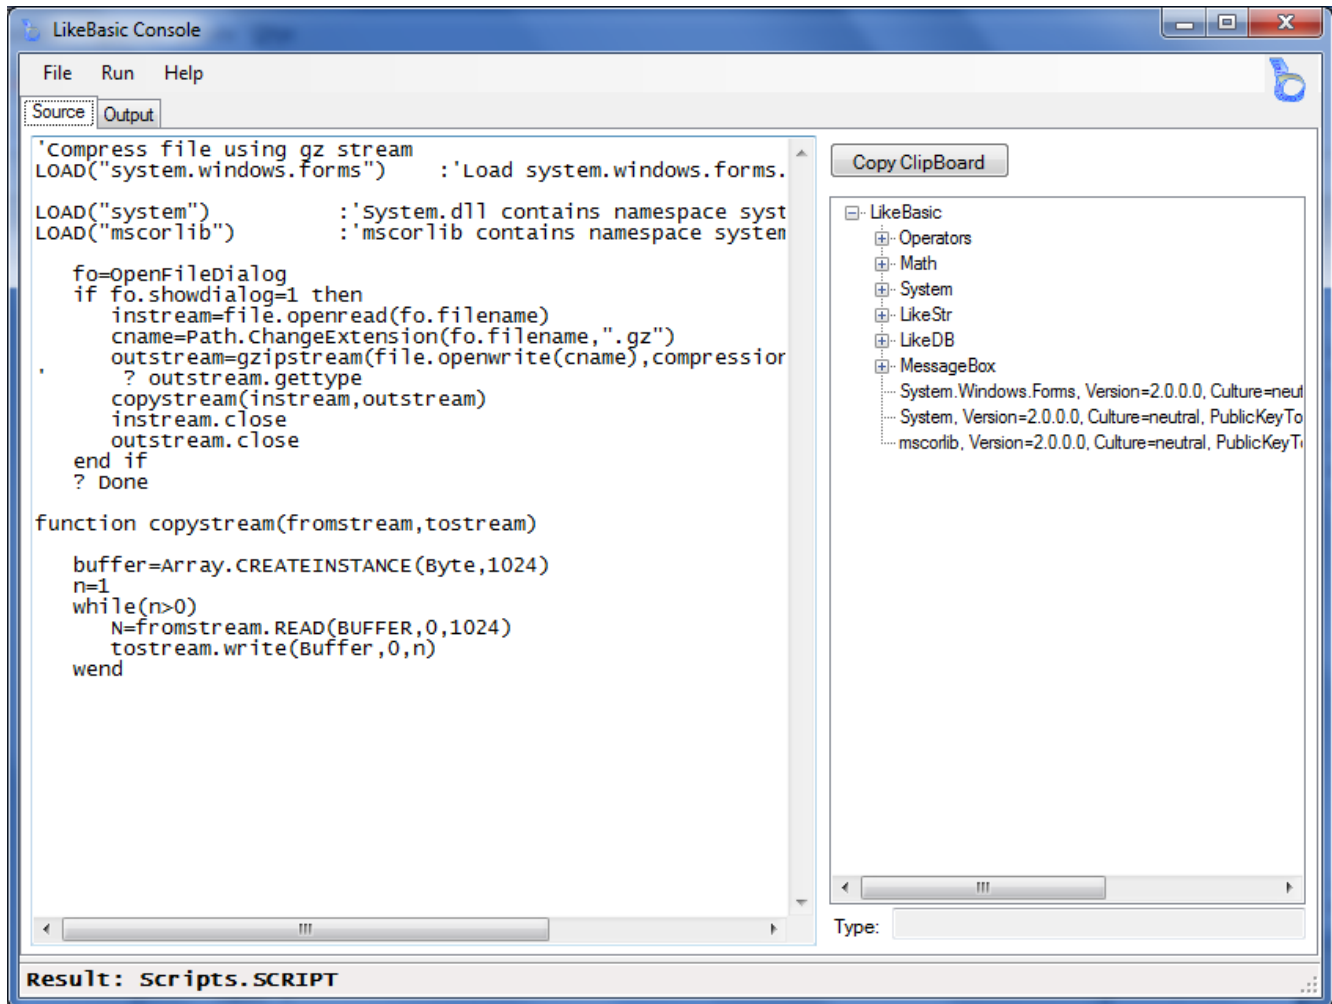 LikeBasic Console
File Run Help
Source Output
'Compress file using gz stream
LOAD("system.windows.forms") :'Load system.windows.forms.
LOAD("system") :'System.dll contains namespace syst
LOAD("mscorlib") :'mscorlib contains namespace system
fo=OpenFileDialog
if fo.showdialog=1 then
instream=file.openread(fo.filename)
cname=Path.ChangeExtension(fo.filename,".gz")
outstream=gzipstream(file.openwrite(cname),compression
' ? outstream.gettype
copystream(instream,outstream)
instream.close
outstream.close
end if
? Done
function copystream(fromstream,tostream)
buffer=Array.CREATEINSTANCE(Byte,1024)
n=1
while(n>0)
N=fromstream.READ(BUFFER,0,1024)
tostream.write(Buffer,0,n)
wend
Copy ClipBoard
LikeBasic
Operators
Math
System
LikeStr
LikeDB
MessageBox
System.Windows.Forms, Version=2.0.0.0, Culture=neut
System, Version=2.0.0.0, Culture=neutral, PublicKeyTo
mscorlib, Version=2.0.0.0, Culture=neutral, PublicKeyT
Type:
Result: Scripts.SCRIPT